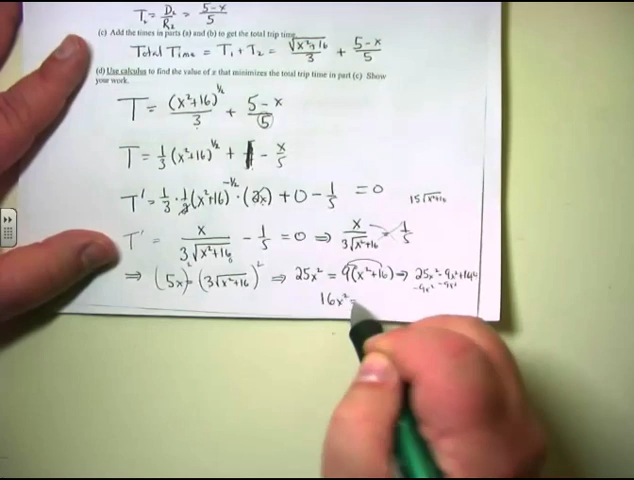 T₂ = D₂/R₂ = (5-x)/5
(c) Add the times in parts (a) and (b) to get the total trip time.
Total Time = T₁ + T₂ = √(x²+16)/3 + (5-x)/5
(d) Use calculus to find the value of x that minimizes the total trip time in part (c). Show
your work.
T = (x²+16)^½/3 + (5-x)/5
T = ⅓(x²+16)^½ + 1 - x/5
T' = ⅓·½(x²+16)^-½·(2x) + 0 - ⅕ = 0
15√x²+16
T' = x/(3√(x²+16)) - ⅕ = 0 ⇒ x/(3√(x²+16)) = ⅕
⇒ (5x)² = (3√(x²+16))² ⇒ 25x² = 9(x²+16) ⇒ 25x² = 9x²+144
-9x² -9x²
16x² =